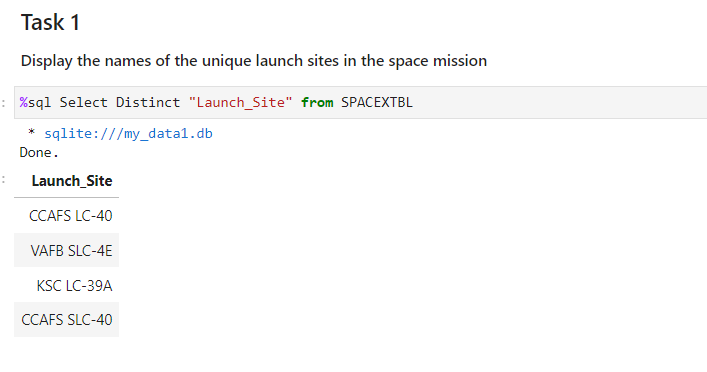 Task 1
Display the names of the unique launch sites in the space mission
: %sql Select Distinct "Launch_Site" from SPACEXTBL
* sqlite:///my_data1.db
Done.
: Launch_Site
CCAFS LC-40
VAFB SLC-4E
KSC LC-39A
CCAFS SLC-40